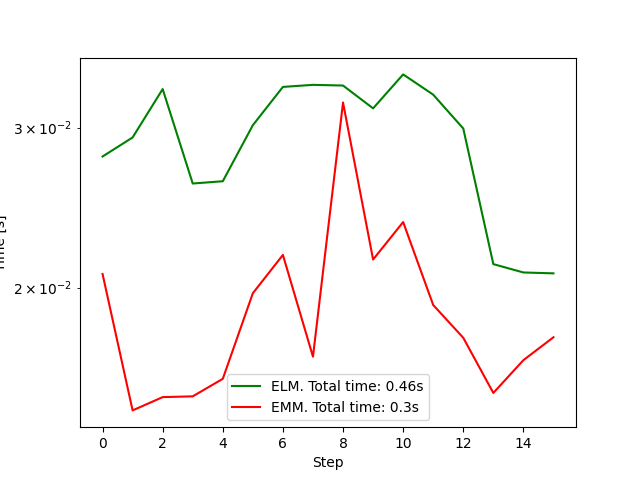 3 × 10⁻²
2 × 10⁻²
Time [s]
ELM. Total time: 0.46s
EMM. Total time: 0.3s
0 2 4 6 8 10 12 14
Step